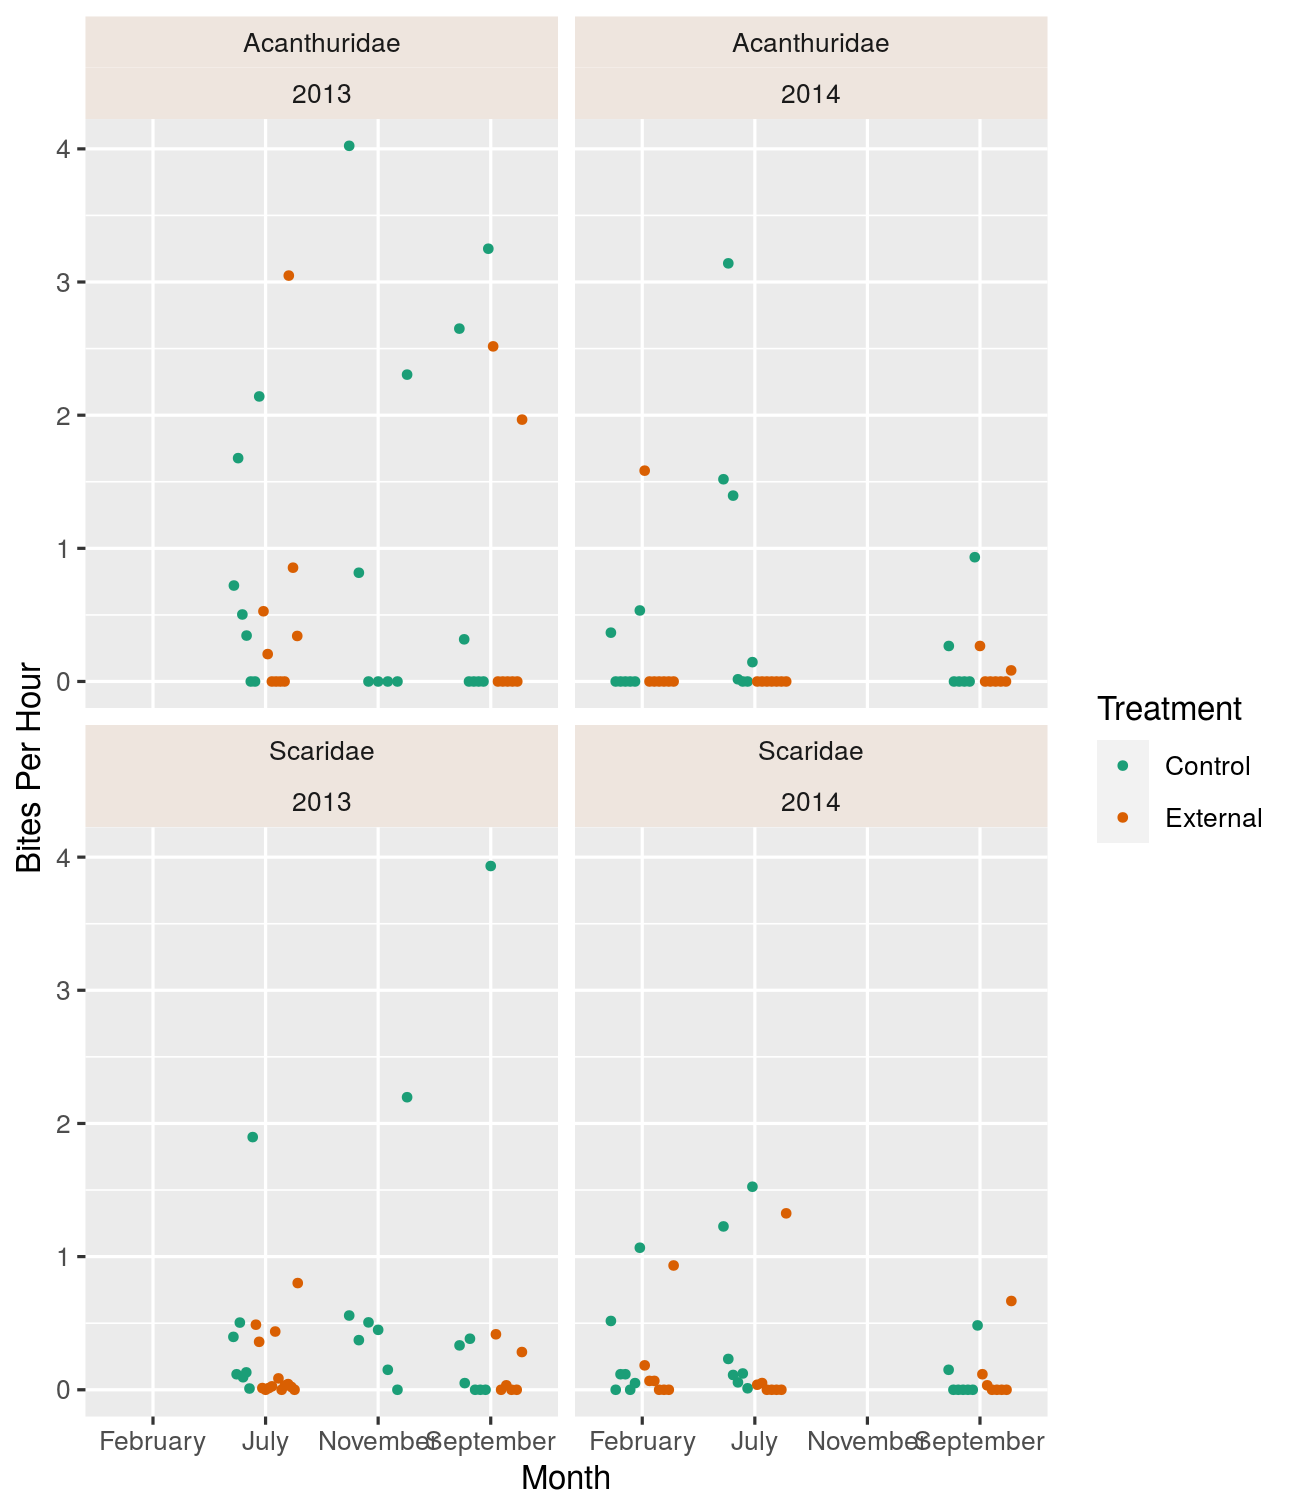 Acanthuridae
Acanthuridae
2013
2014
4
3
2
1
0
Bites Per Hour
Scaridae
Scaridae
2013
2014
4
3
2
1
0
February July November September
February July November September
Month
Treatment
Control
External